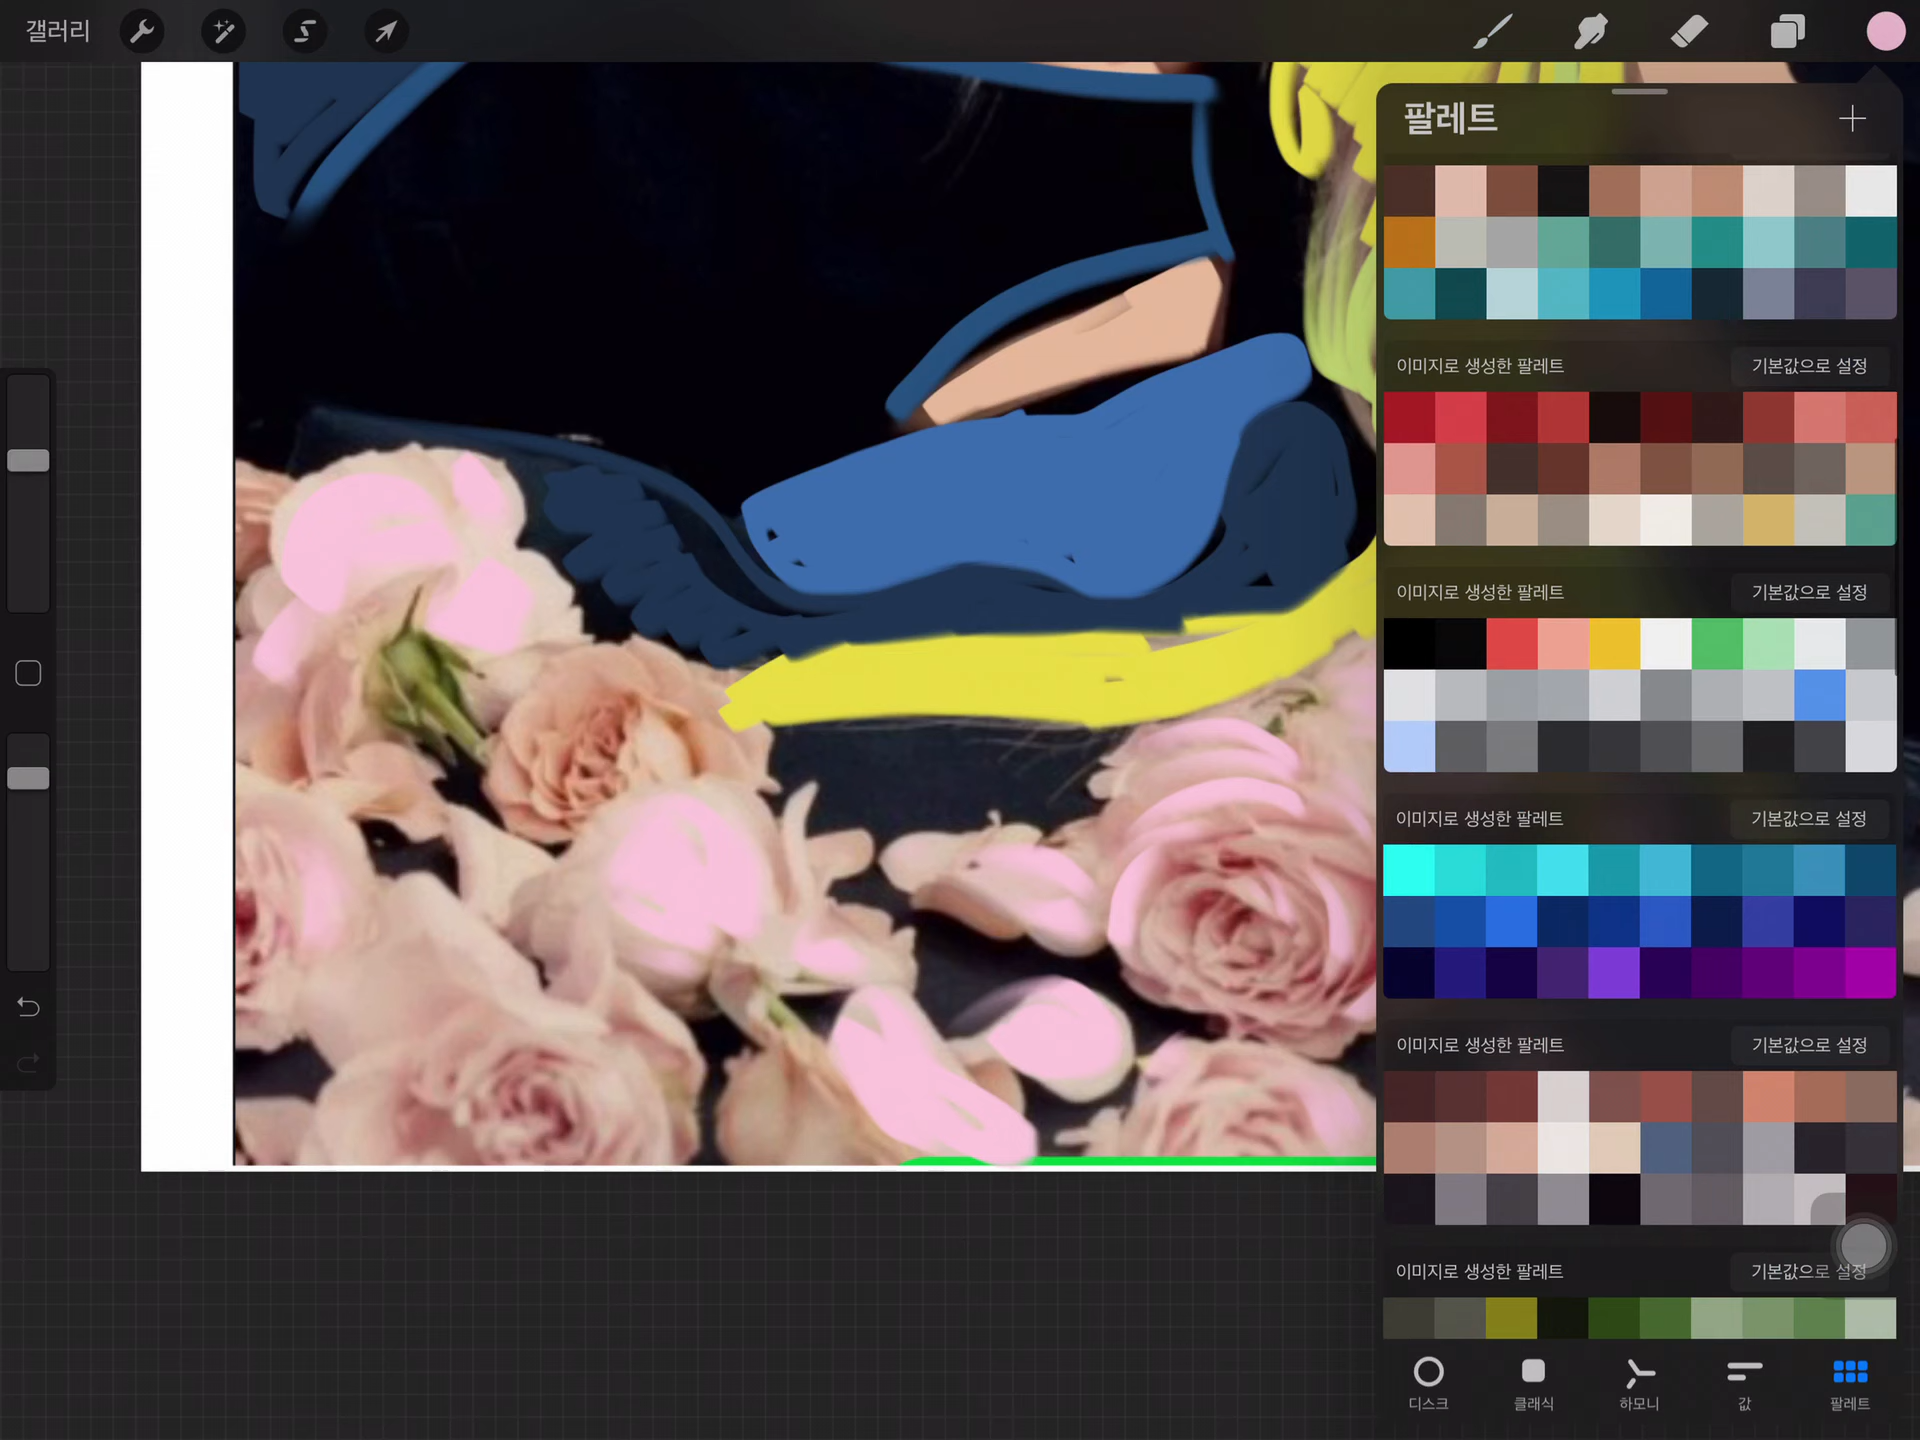 갤러리
팔레트
이미지로 생성한 팔레트 기본값으로 설정
이미지로 생성한 팔레트 기본값으로 설정
이미지로 생성한 팔레트 기본값으로 설정
이미지로 생성한 팔레트 기본값으로 설정
이미지로 생성한 팔레트 기본값으로 설정
디스크 클래식 하모니 값 팔레트